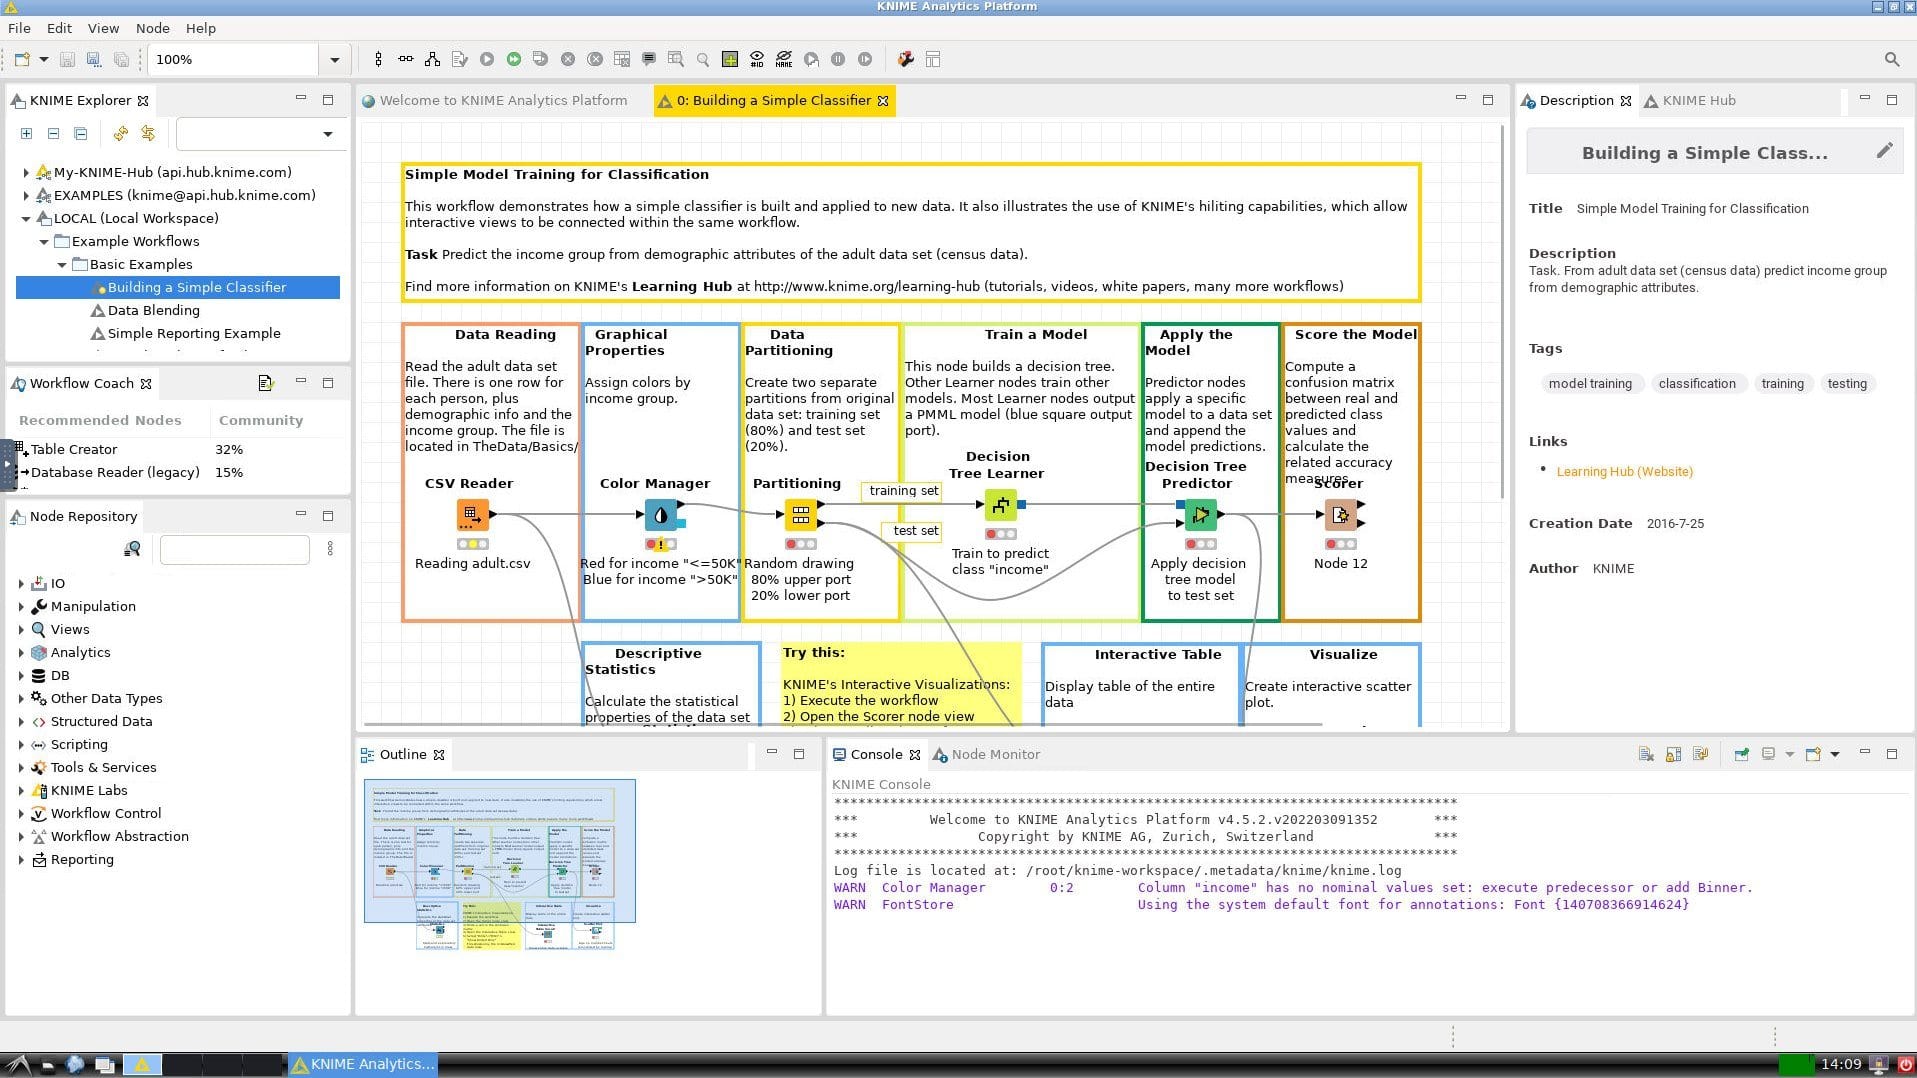 KNIME Analytics Platform
File Edit View Node Help
100%
KNIME Explorer
My-KNIME-Hub (api.hub.knime.com)
EXAMPLES (knime@api.hub.knime.com)
LOCAL (Local Workspace)
Example Workflows
Basic Examples
Building a Simple Classifier
Data Blending
Simple Reporting Example
Workflow Coach
Recommended Nodes Community
Table Creator 32%
Database Reader (legacy) 15%
Node Repository
IO
Manipulation
Views
Analytics
DB
Other Data Types
Structured Data
Scripting
Tools & Services
KNIME Labs
Workflow Control
Workflow Abstraction
Reporting
Welcome to KNIME Analytics Platform
0: Building a Simple Classifier
Simple Model Training for Classification
This workflow demonstrates how a simple classifier is built and applied to new data. It also illustrates the use of KNIME's hiliting capabilities, which allow
interactive views to be connected within the same workflow.
Task Predict the income group from demographic attributes of the adult data set (census data).
Find more information on KNIME's Learning Hub at http://www.knime.org/learning-hub (tutorials, videos, white papers, many more workflows)
Data Reading
Read the adult data set
file. There is one row for
each person, plus
demographic info and the
income group. The file is
located in TheData/Basics/
CSV Reader
Reading adult.csv
Graphical
Properties
Assign colors by
income group.
Color Manager
Red for income "<=50K"
Blue for income ">50K"
Data
Partitioning
Create two separate
partitions from original
data set: training set
(80%) and test set
(20%).
Partitioning
Random drawing
80% upper port
20% lower port
training set
test set
Train a Model
This node builds a decision tree.
Other Learner nodes train other
models. Most Learner nodes output
a PMML model (blue square output
port).
Decision
Tree Learner
Train to predict
class "income"
Apply the
Model
Predictor nodes
apply a specific
model to a data set
and append the
model predictions.
Decision Tree
Predictor
Apply decision
tree model
to test set
Score the Model
Compute a
confusion matrix
between real and
predicted class
values and
calculate the
related accuracy
measures.
Scorer
Node 12
Descriptive
Statistics
Calculate the statistical
properties of the data set
Try this:
KNIME's Interactive Visualizations:
1) Execute the workflow
2) Open the Scorer node view
Interactive Table
Display table of the entire
data
Visualize
Create interactive scatter
plot.
Description
KNIME Hub
Building a Simple Class...
Title Simple Model Training for Classification
Description
Task. From adult data set (census data) predict income group
from demographic attributes.
Tags
model training classification training testing
Links
Learning Hub (Website)
Creation Date 2016-7-25
Author KNIME
Outline
Console
Node Monitor
KNIME Console
******************************************************************************
*** Welcome to KNIME Analytics Platform v4.5.2.v202203091352 ***
*** Copyright by KNIME AG, Zurich, Switzerland ***
******************************************************************************
Log file is located at: /root/knime-workspace/.metadata/knime/knime.log
WARN Color Manager 0:2 Column "income" has no nominal values set: execute predecessor or add Binner.
WARN FontStore Using the system default font for annotations: Font {140708366914624}
KNIME Analytics...
14:09